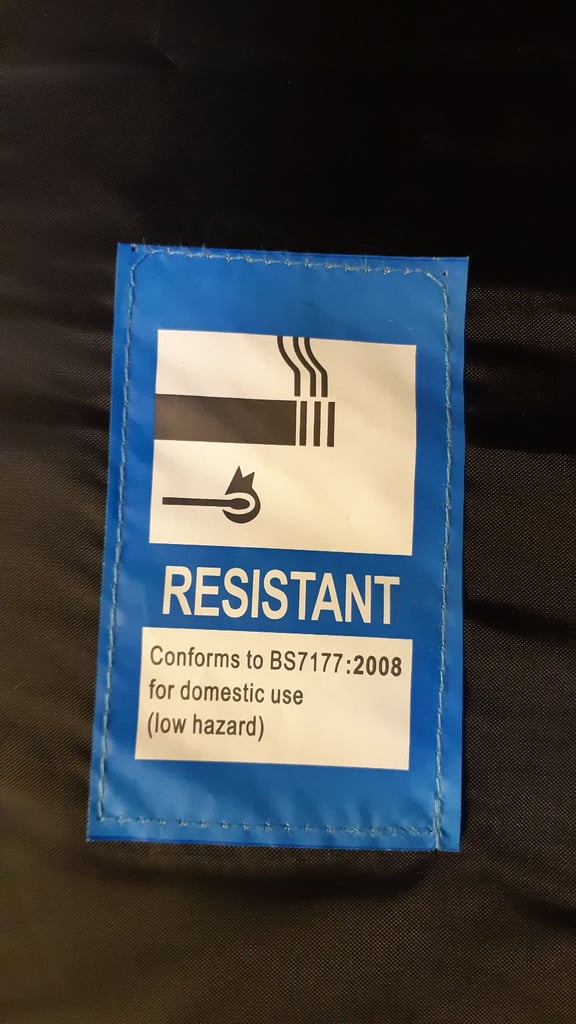 RESISTANT
Conforms to BS7177:2008
for domestic use
(low hazard)